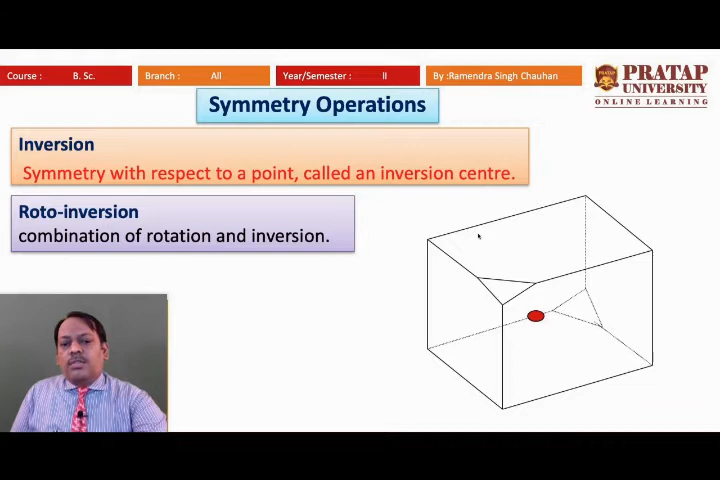 Course : B. Sc. Branch : All Year/Semester : II By :Ramendra Singh Chauhan
PRATAP
PRATAP
UNIVERSITY
ONLINE LEARNING
Symmetry Operations
Inversion
Symmetry with respect to a point, called an inversion centre.
Roto-inversion
combination of rotation and inversion.